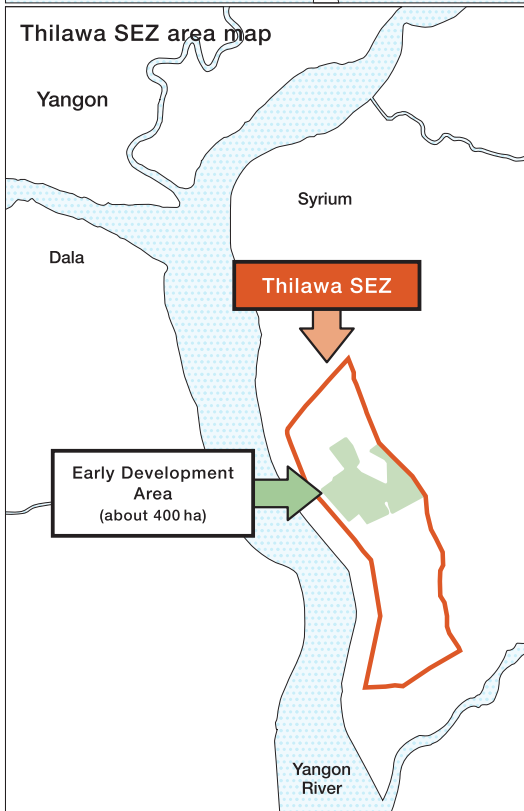 Thilawa SEZ area map
Yangon
Syrium
Dala
Thilawa SEZ
Early Development
Area
(about 400 ha)
Yangon
River